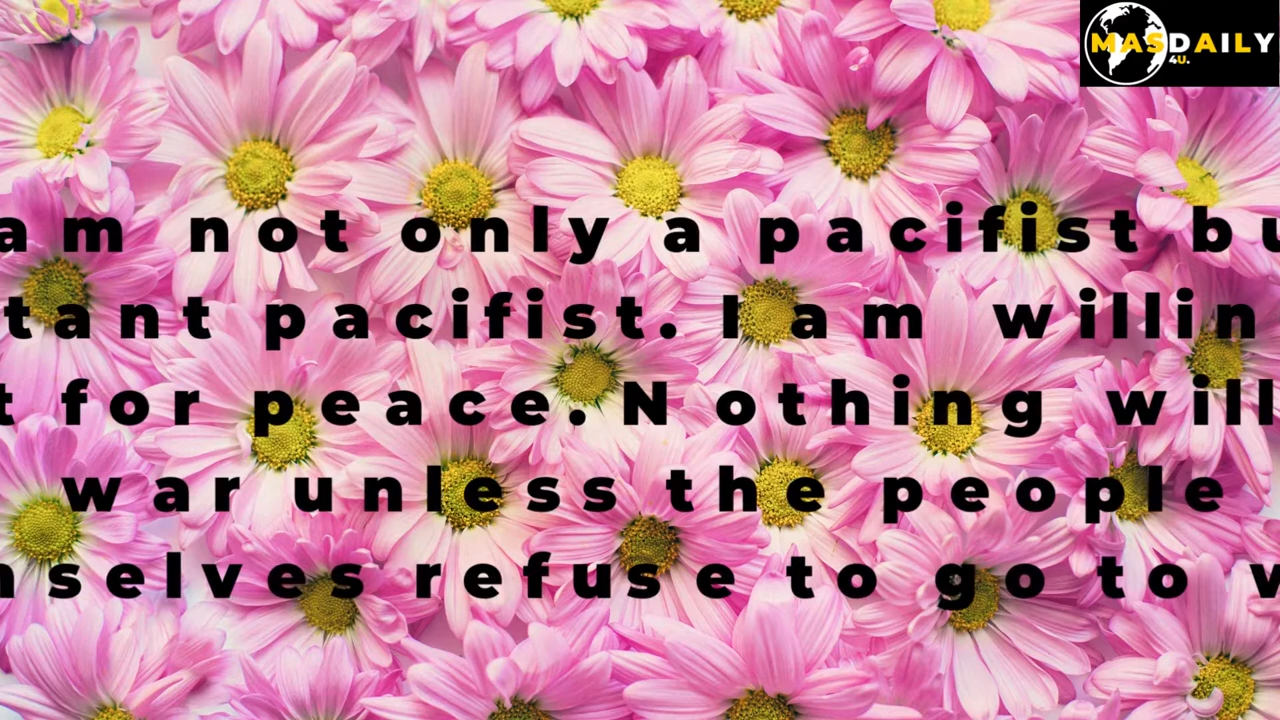 MASDAILY
4U.
am not only a pacifist bu
tant pacifist. I am willin
t for peace. Nothing will
war unless the people
selves refuse to go to